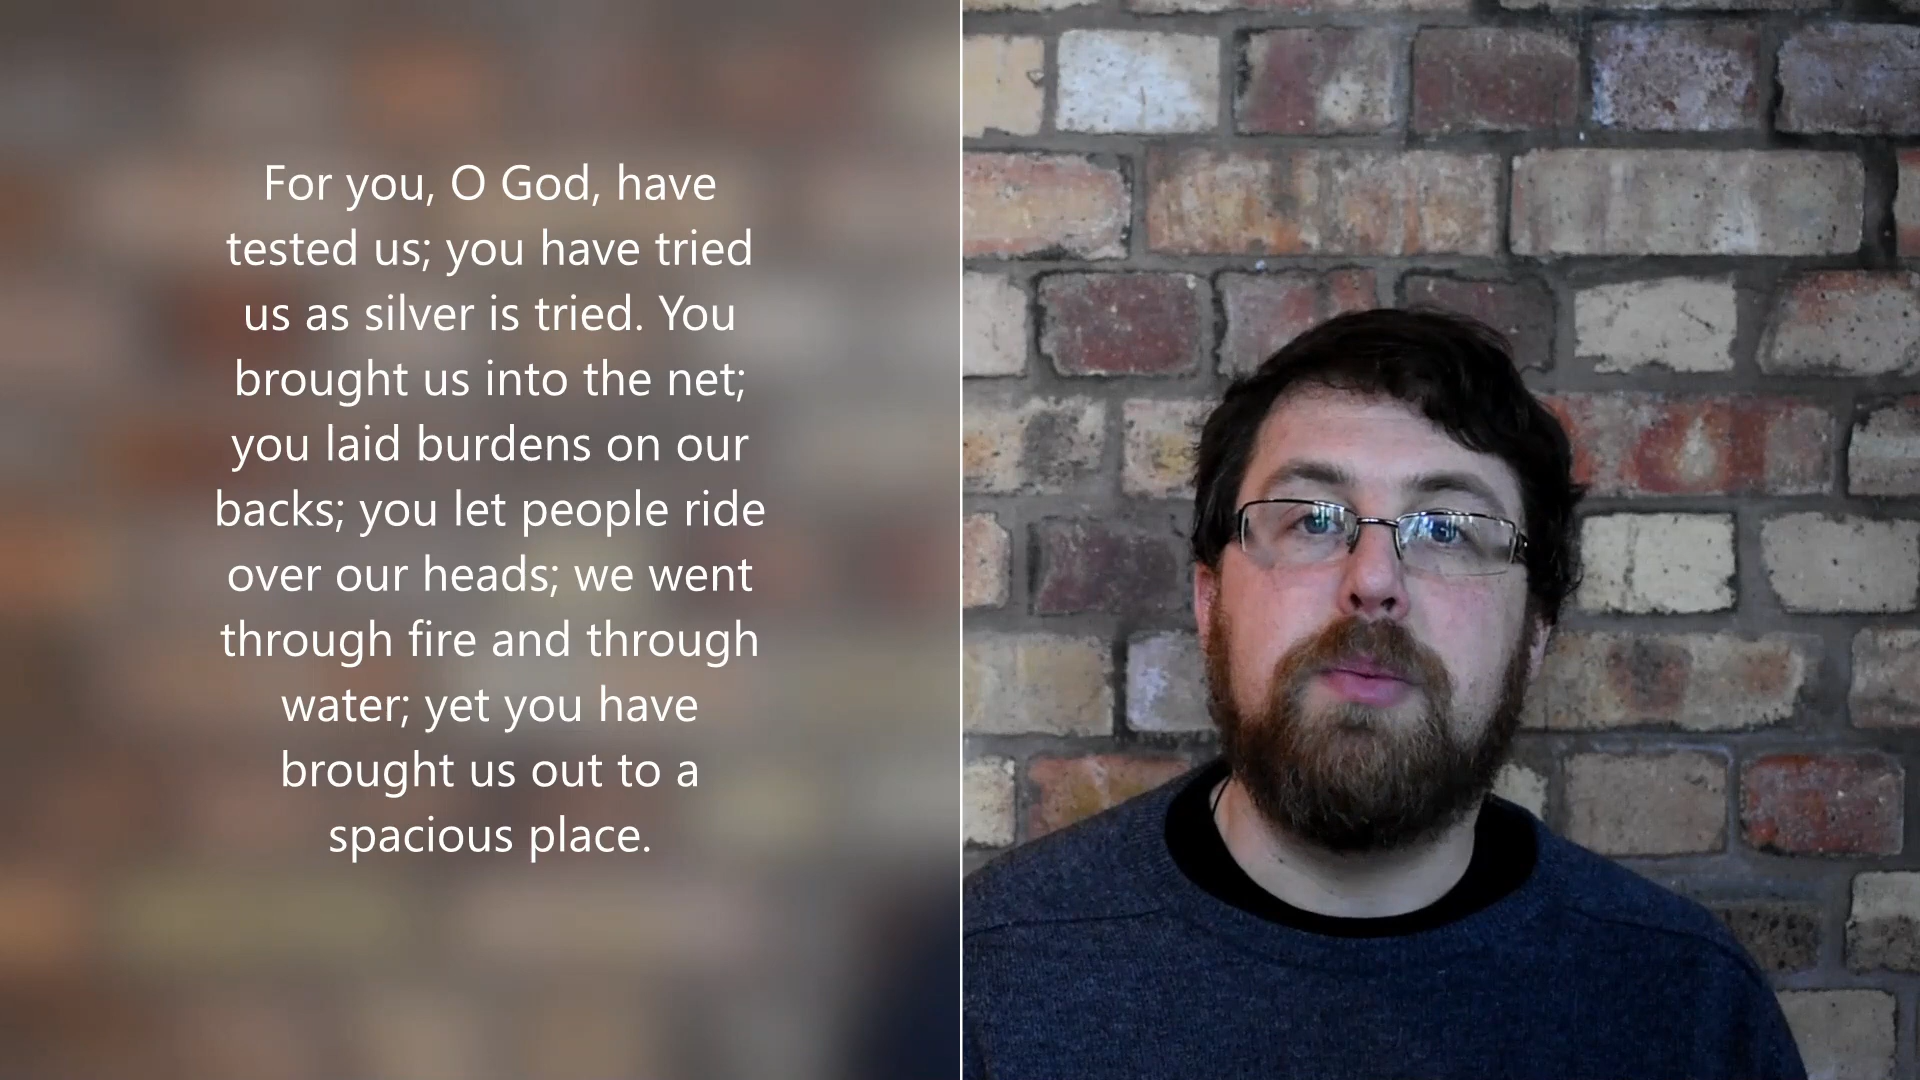 For you, O God, have
tested us; you have tried
us as silver is tried. You
brought us into the net;
you laid burdens on our
backs; you let people ride
over our heads; we went
through fire and through
water; yet you have
brought us out to a
spacious place.